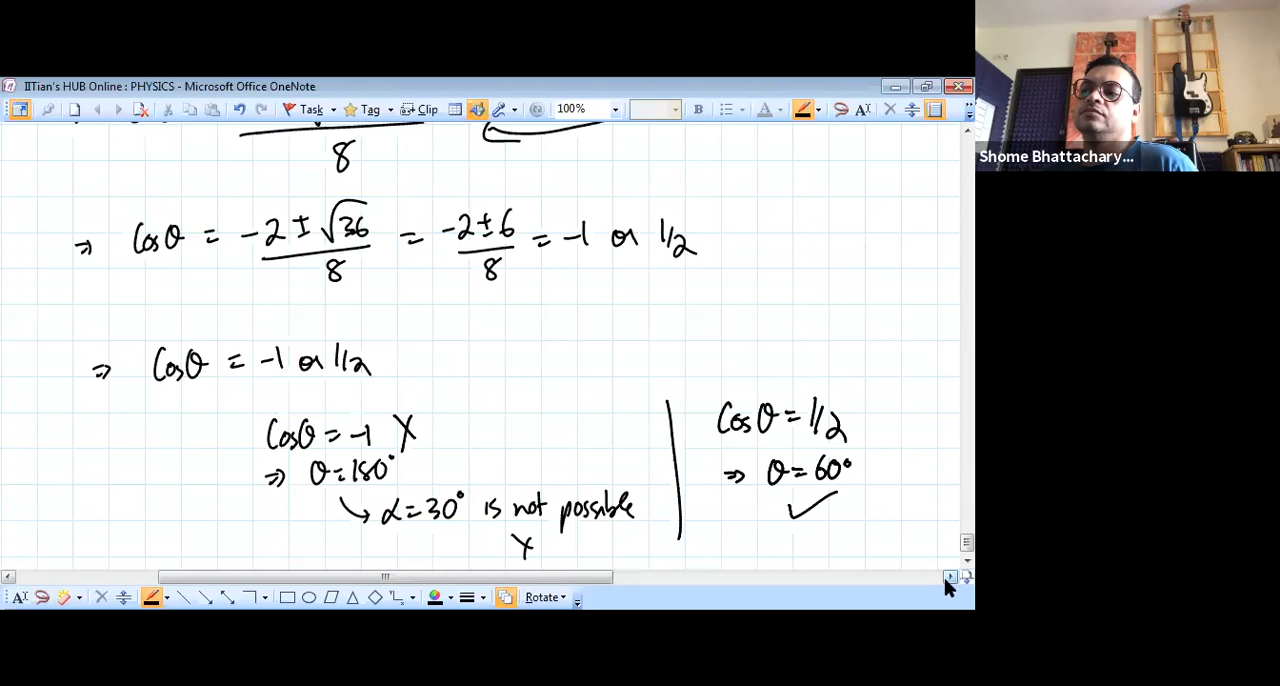 IITian's HUB Online : PHYSICS - Microsoft Office OneNote
Task Tag Clip 100% B A
8
⇒ Cosθ = -2 ± √36 / 8 = -2 ± 6 / 8 = -1 or 1/2
⇒ Cosθ = -1 or 1/2
Cosθ = -1 X
⇒ θ = 180°
↘ α = 30° is not possible
X
Cosθ = 1/2
⇒ θ = 60°
✓
Rotate
Shome Bhattachary...